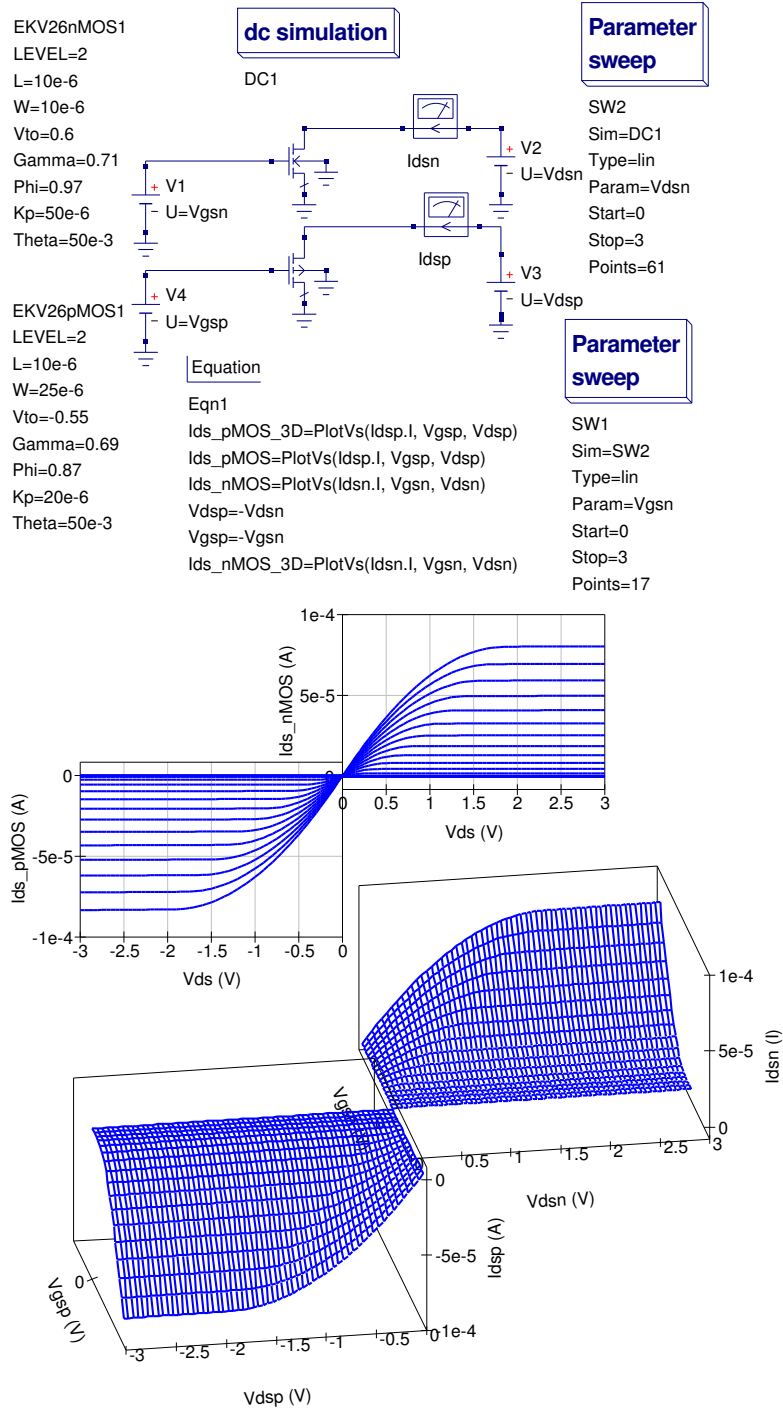 EKV26nMOS1
LEVEL=2
L=10e-6
W=10e-6
Vto=0.6
Gamma=0.71
Phi=0.97
Kp=50e-6
Theta=50e-3
dc simulation
DC1
Parameter
sweep
SW2
Sim=DC1
Type=lin
Param=Vdsn
Start=0
Stop=3
Points=61
Idsn
+ V2
- U=Vdsn
+ V1
- U=Vgsn
Idsp
+ V3
- U=Vdsp
+ V4
- U=Vgsp
EKV26pMOS1
LEVEL=2
L=10e-6
W=25e-6
Vto=-0.55
Gamma=0.69
Phi=0.87
Kp=20e-6
Theta=50e-3
Equation
Eqn1
Ids_pMOS_3D=PlotVs(Idsp.I, Vgsp, Vdsp)
Ids_pMOS=PlotVs(Idsp.I, Vgsp, Vdsp)
Ids_nMOS=PlotVs(Idsn.I, Vgsn, Vdsn)
Vdsp=-Vdsn
Vgsp=-Vgsn
Ids_nMOS_3D=PlotVs(Idsn.I, Vgsn, Vdsn)
Parameter
sweep
SW1
Sim=SW2
Type=lin
Param=Vgsn
Start=0
Stop=3
Points=17
1e-4
5e-5
0
Ids_nMOS (A)
0 0.5 1 1.5 2 2.5 3
Vds (V)
0
-5e-5
-1e-4
Ids_pMOS (A)
-3 -2.5 -2 -1.5 -1 -0.5 0
Vds (V)
1e-4
5e-5
0
Idsn (I)
0.5 1 1.5 2 2.5 3
Vdsn (V)
0
-5e-5
-1e-4
Idsp (A)
0
Vgsp (V)
-3 -2.5 -2 -1.5 -1 -0.5 0
Vdsp (V)